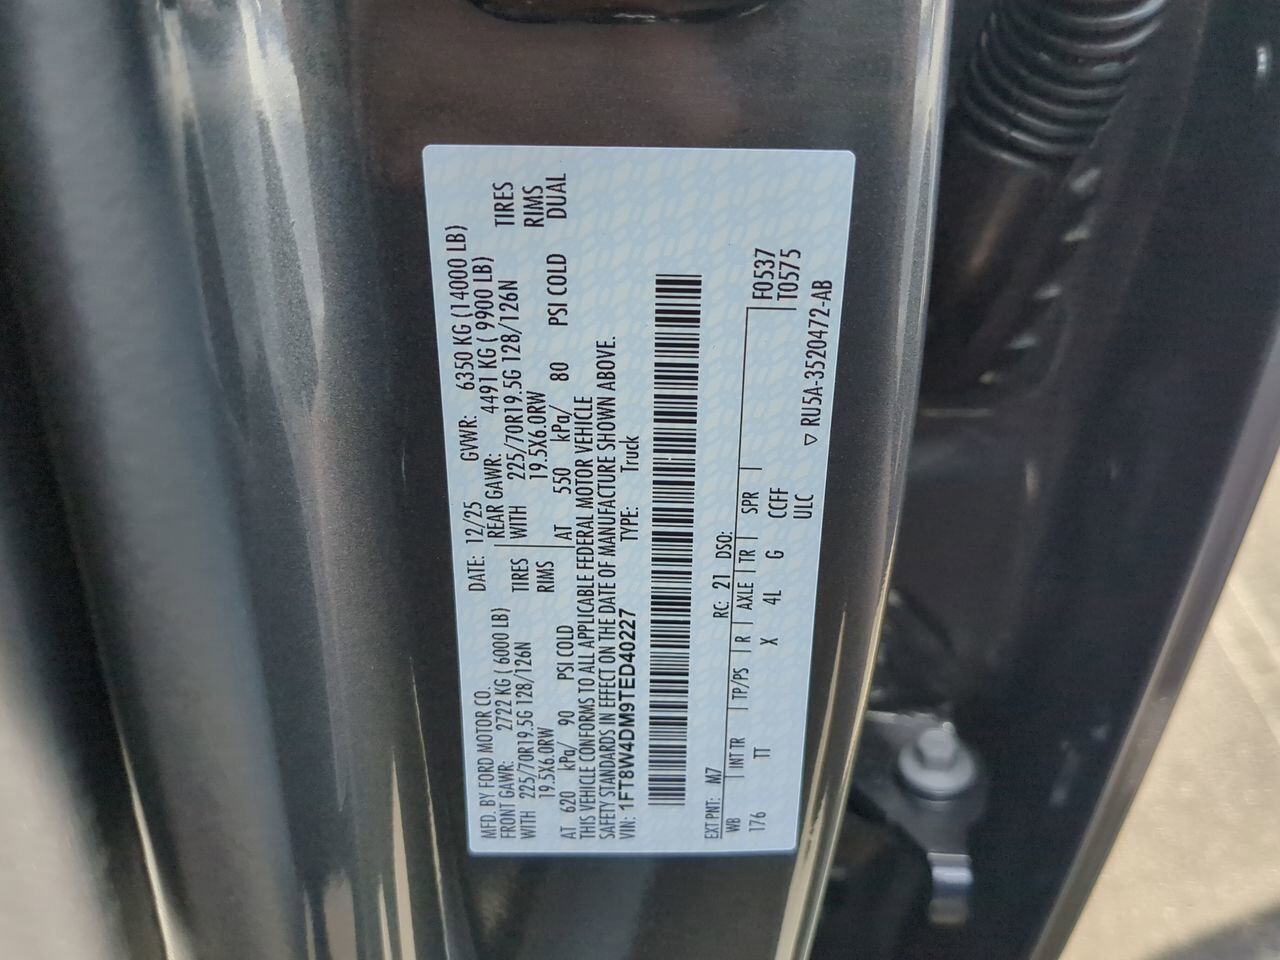 MFD. BY FORD MOTOR CO.
DATE: 12/25 GVWR: 6350 KG (14000 LB)
FRONT GAWR: 2722 KG ( 6000 LB)
REAR GAWR: 4491 KG ( 9900 LB)
WITH 225/70R19.5G 128/126N TIRES
WITH 225/70R19.5G 128/126N TIRES
19.5X6.0RW RIMS
19.5X6.0RW RIMS
AT 620 kPa/ 90 PSI COLD
AT 550 kPa/ 80 PSI COLD DUAL
THIS VEHICLE CONFORMS TO ALL APPLICABLE FEDERAL MOTOR VEHICLE
SAFETY STANDARDS IN EFFECT ON THE DATE OF MANUFACTURE SHOWN ABOVE.
VIN: 1FT8W4DM9TED40227 TYPE: Truck
EXT PNT: M7 RC: 21 DSO:
WB INT TR TP/PS R AXLE TR SPR F0537
176 TT X 4L G CCFF T0575
ULC RU5A-3520472-AB